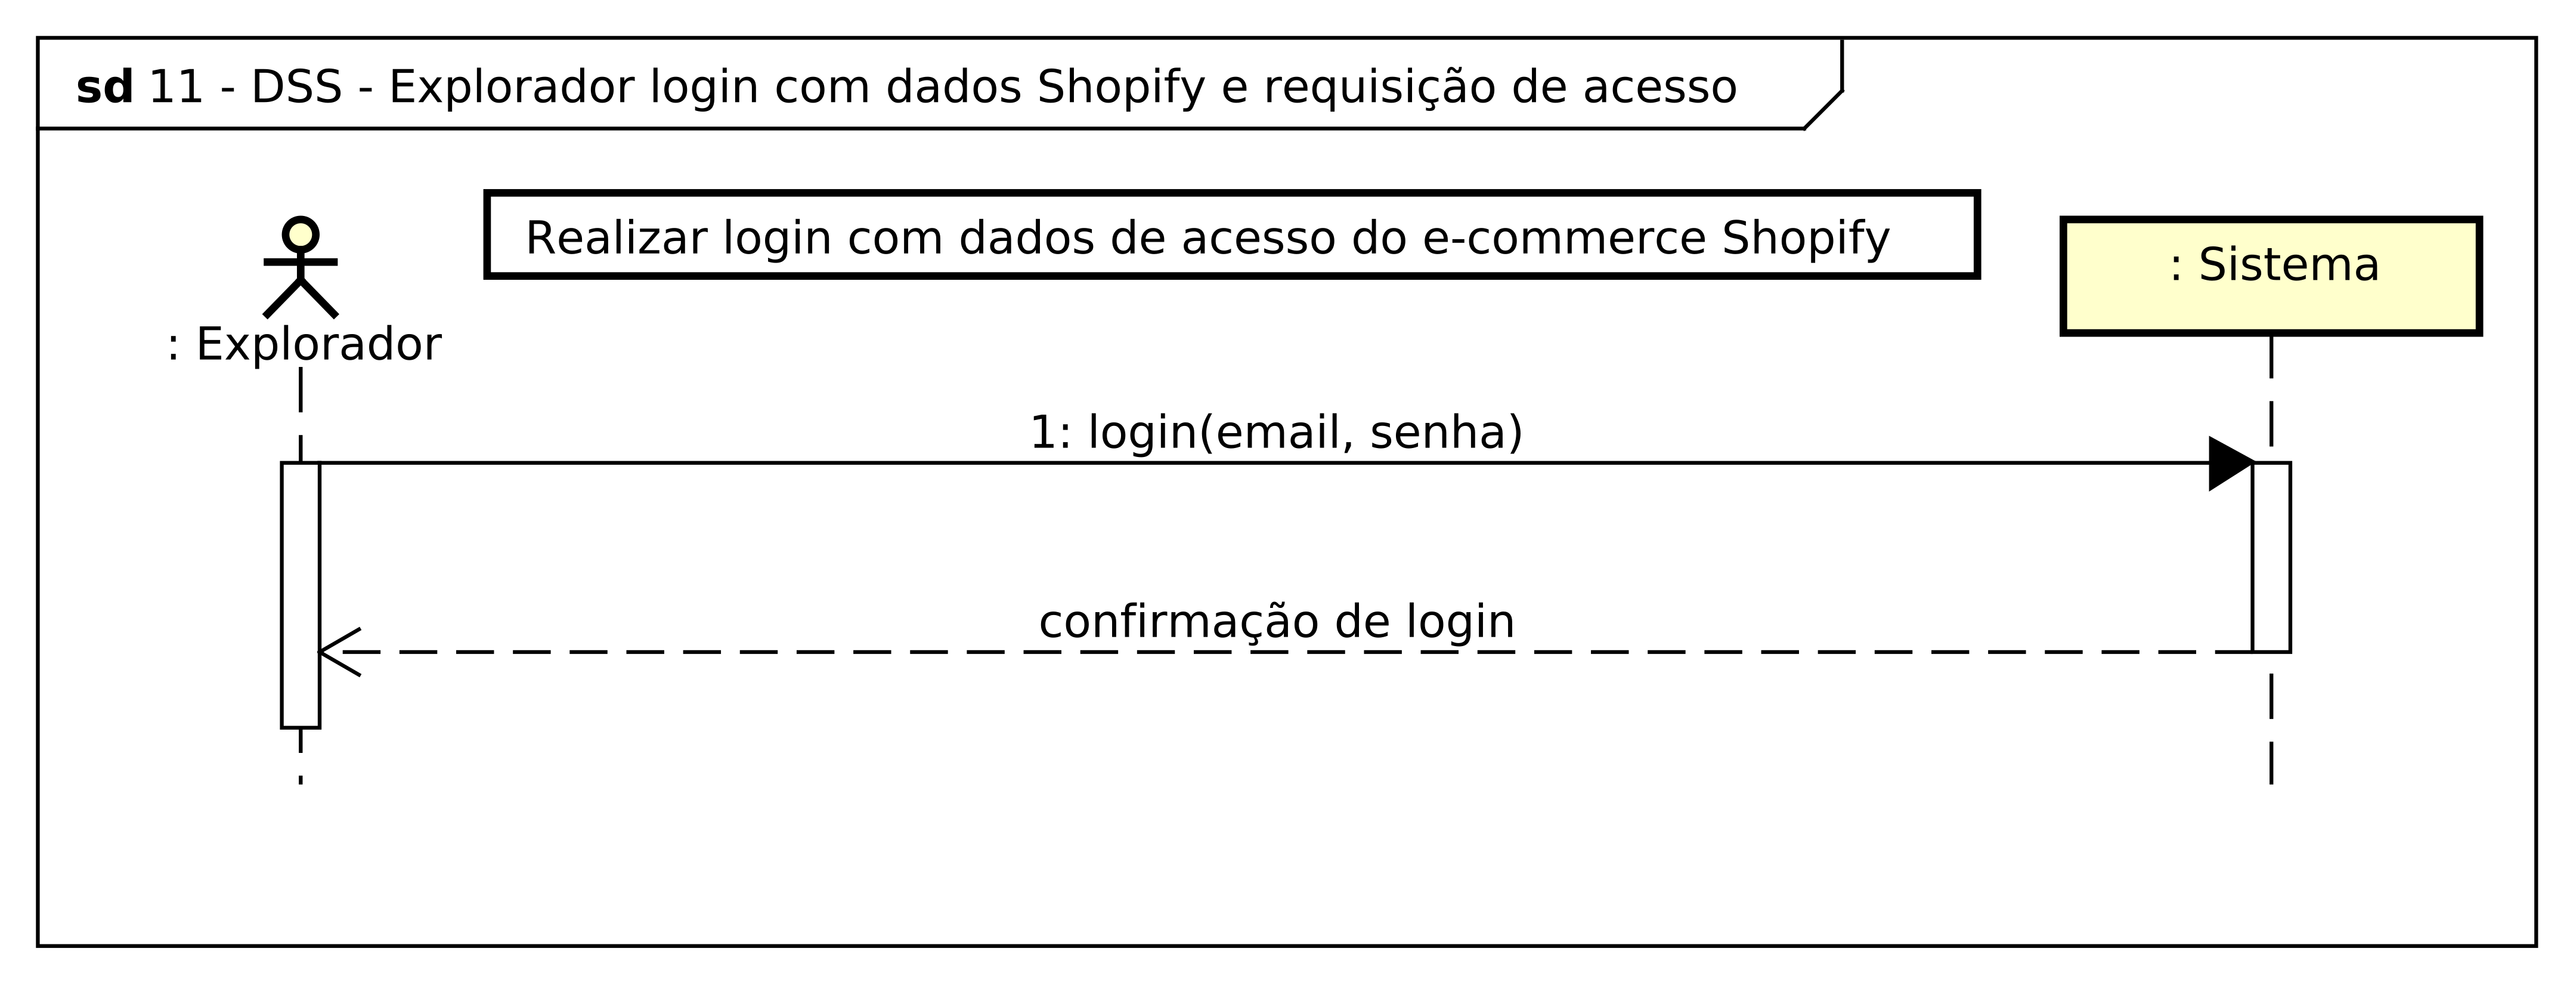 sd 11 - DSS - Explorador login com dados Shopify e requisição de acesso
Realizar login com dados de acesso do e-commerce Shopify
: Sistema
: Explorador
1: login(email, senha)
confirmação de login